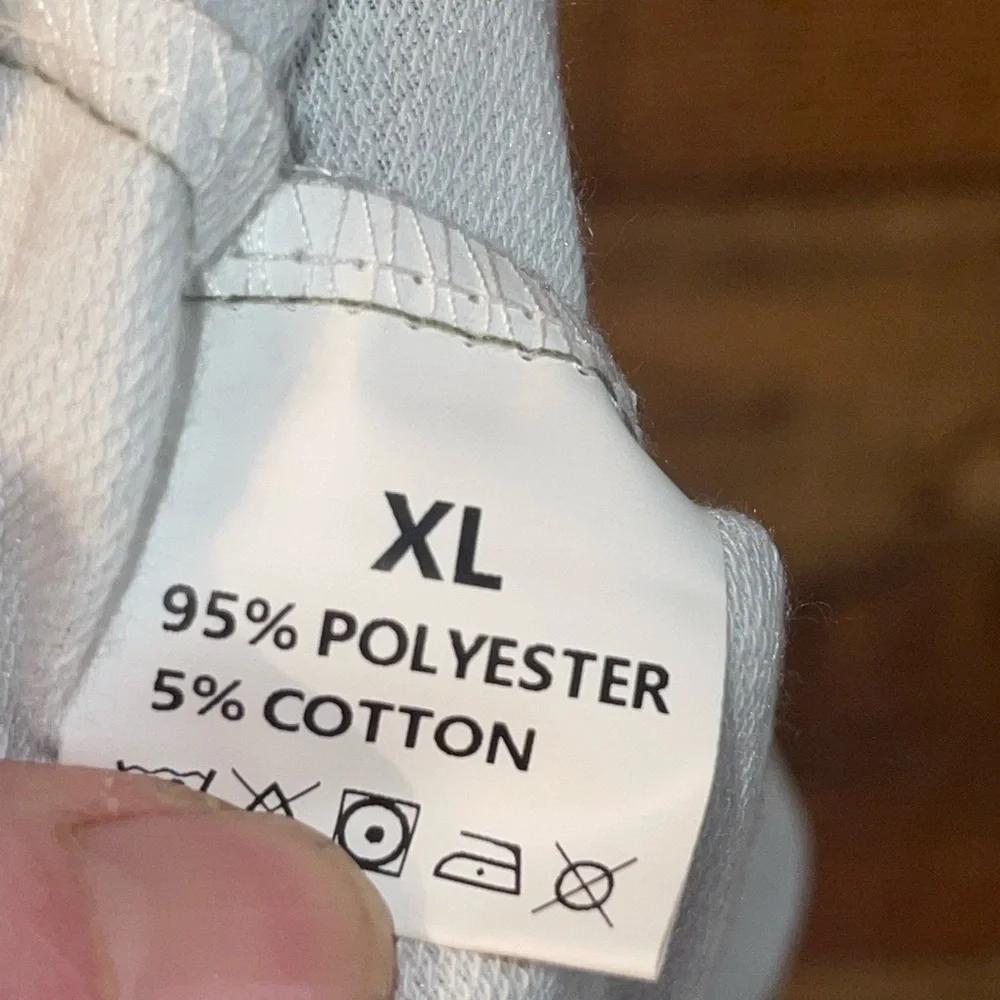 XL
95% POLYESTER
5% COTTON